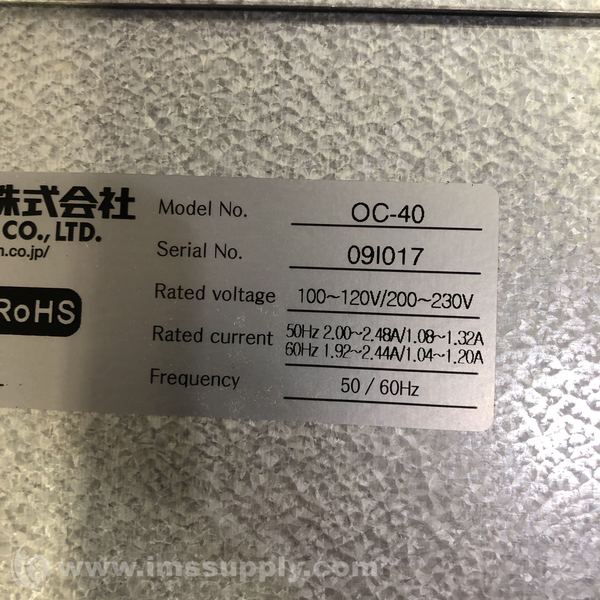 株式会社
CO., LTD.
.co.jp/
RoHS
Model No. OC-40
Serial No. 09I017
Rated voltage 100~120V/200~230V
Rated current 50Hz 2.00~2.48A/1.08~1.32A
60Hz 1.92~2.44A/1.04~1.20A
Frequency 50 / 60Hz
© www.imssupply.com